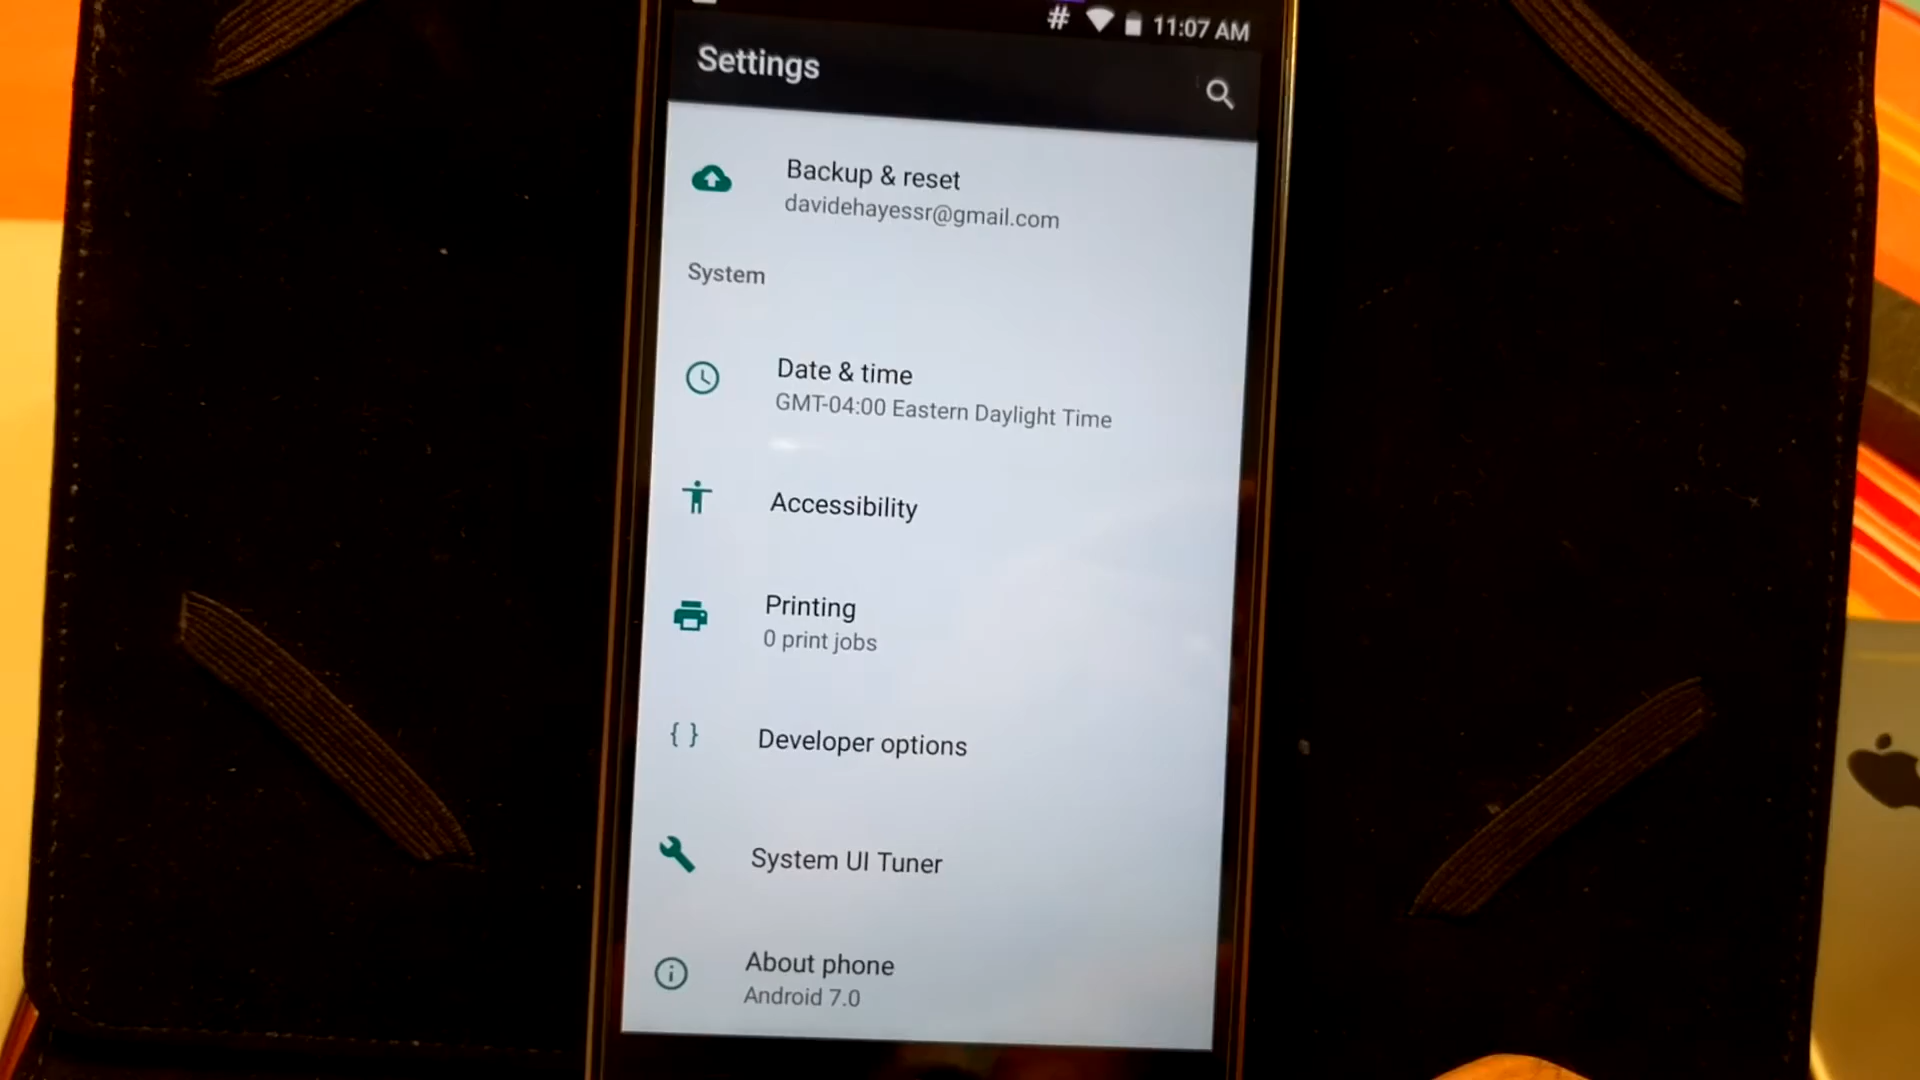 # 11:07 AM
Settings
Backup & reset
davidehayessr@gmail.com
System
Date & time
GMT-04:00 Eastern Daylight Time
Accessibility
Printing
0 print jobs
{ } Developer options
System UI Tuner
About phone
Android 7.0